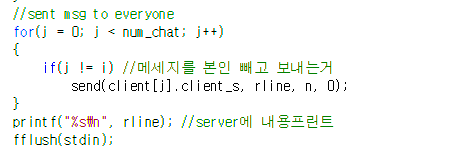 //sent msg to everyone
for(j = 0; j < num_chat; j++)
{
if(j != i) //메세지를 본인 빼고 보내는거
send(client[j].client_s, rline, n, 0);
}
printf("%s₩n", rline); //server에 내용프린트
fflush(stdin);